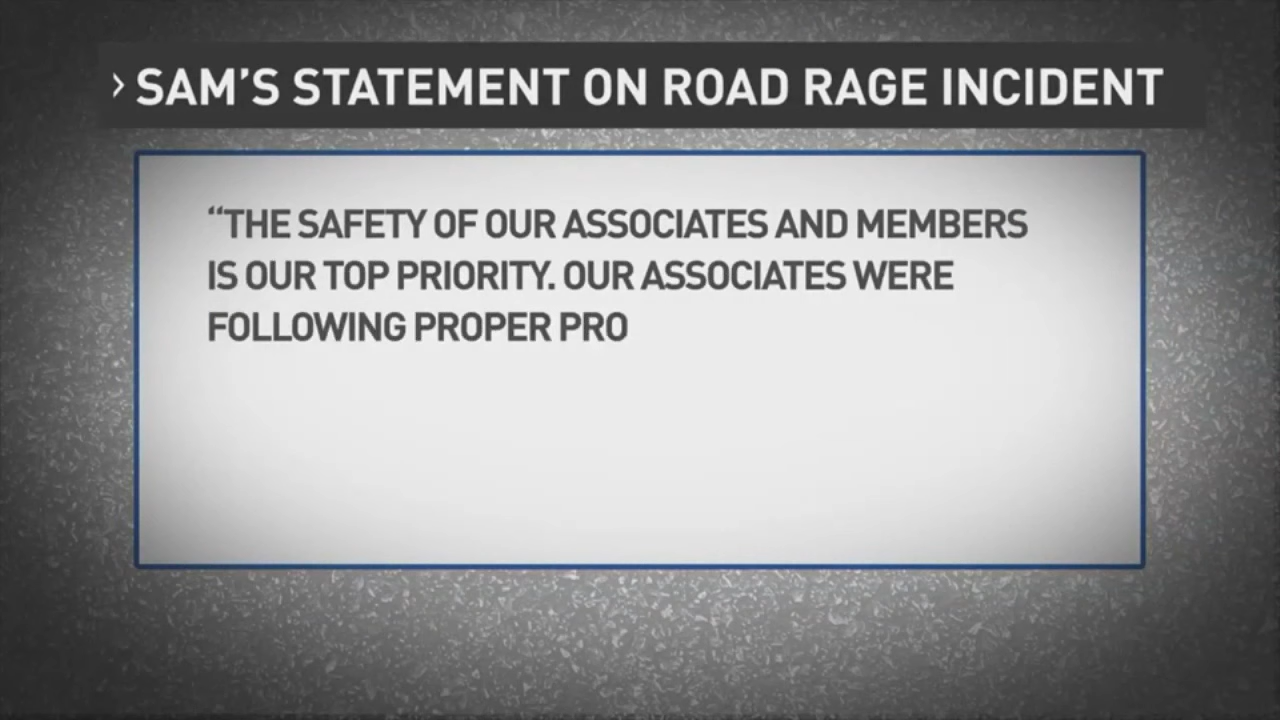 › SAM’S STATEMENT ON ROAD RAGE INCIDENT
“THE SAFETY OF OUR ASSOCIATES AND MEMBERS
IS OUR TOP PRIORITY. OUR ASSOCIATES WERE
FOLLOWING PROPER PRO